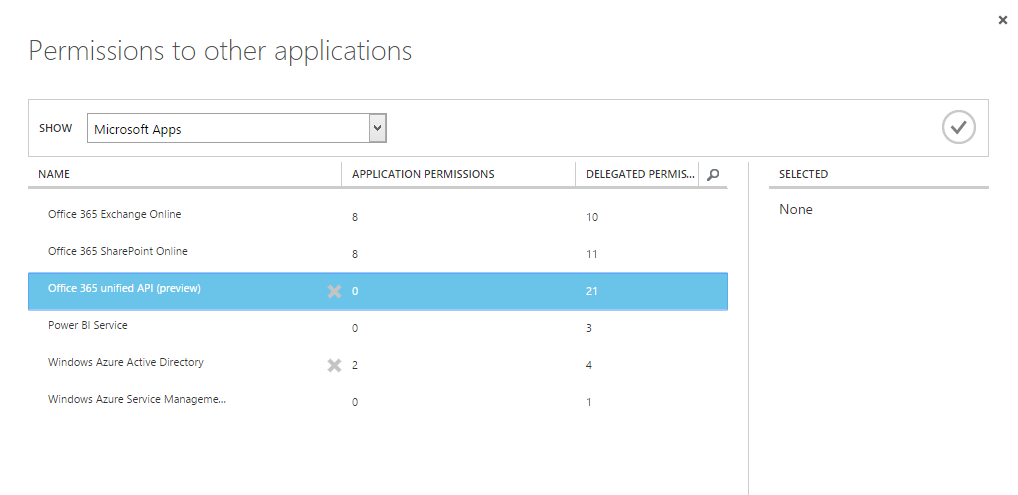 Permissions to other applications
SHOW Microsoft Apps
NAME APPLICATION PERMISSIONS DELEGATED PERMIS... SELECTED
Office 365 Exchange Online 8 10 None
Office 365 SharePoint Online 8 11
Office 365 unified API (preview) 0 21
Power BI Service 0 3
Windows Azure Active Directory 2 4
Windows Azure Service Manageme... 0 1